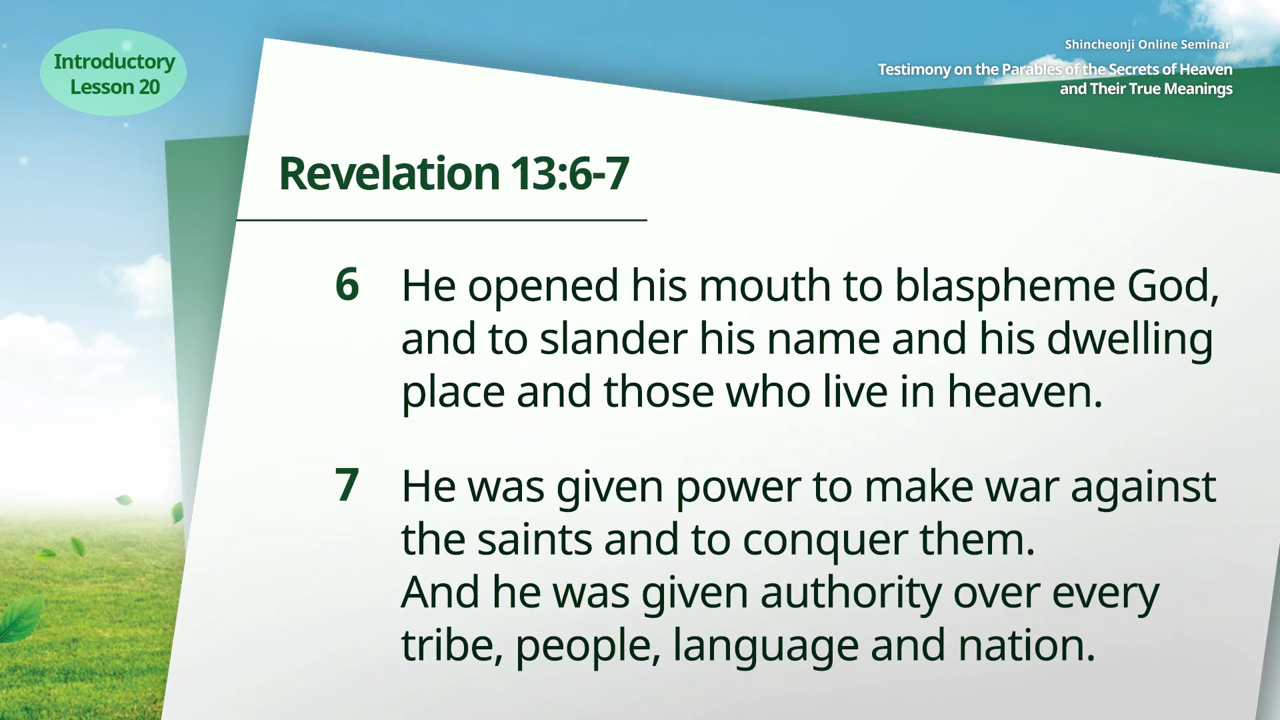 Introductory
Lesson 20
Shincheonji Online Seminar
Testimony on the Parables of the Secrets of Heaven
and Their True Meanings
Revelation 13:6-7
6 He opened his mouth to blaspheme God,
and to slander his name and his dwelling
place and those who live in heaven.
7 He was given power to make war against
the saints and to conquer them.
And he was given authority over every
tribe, people, language and nation.